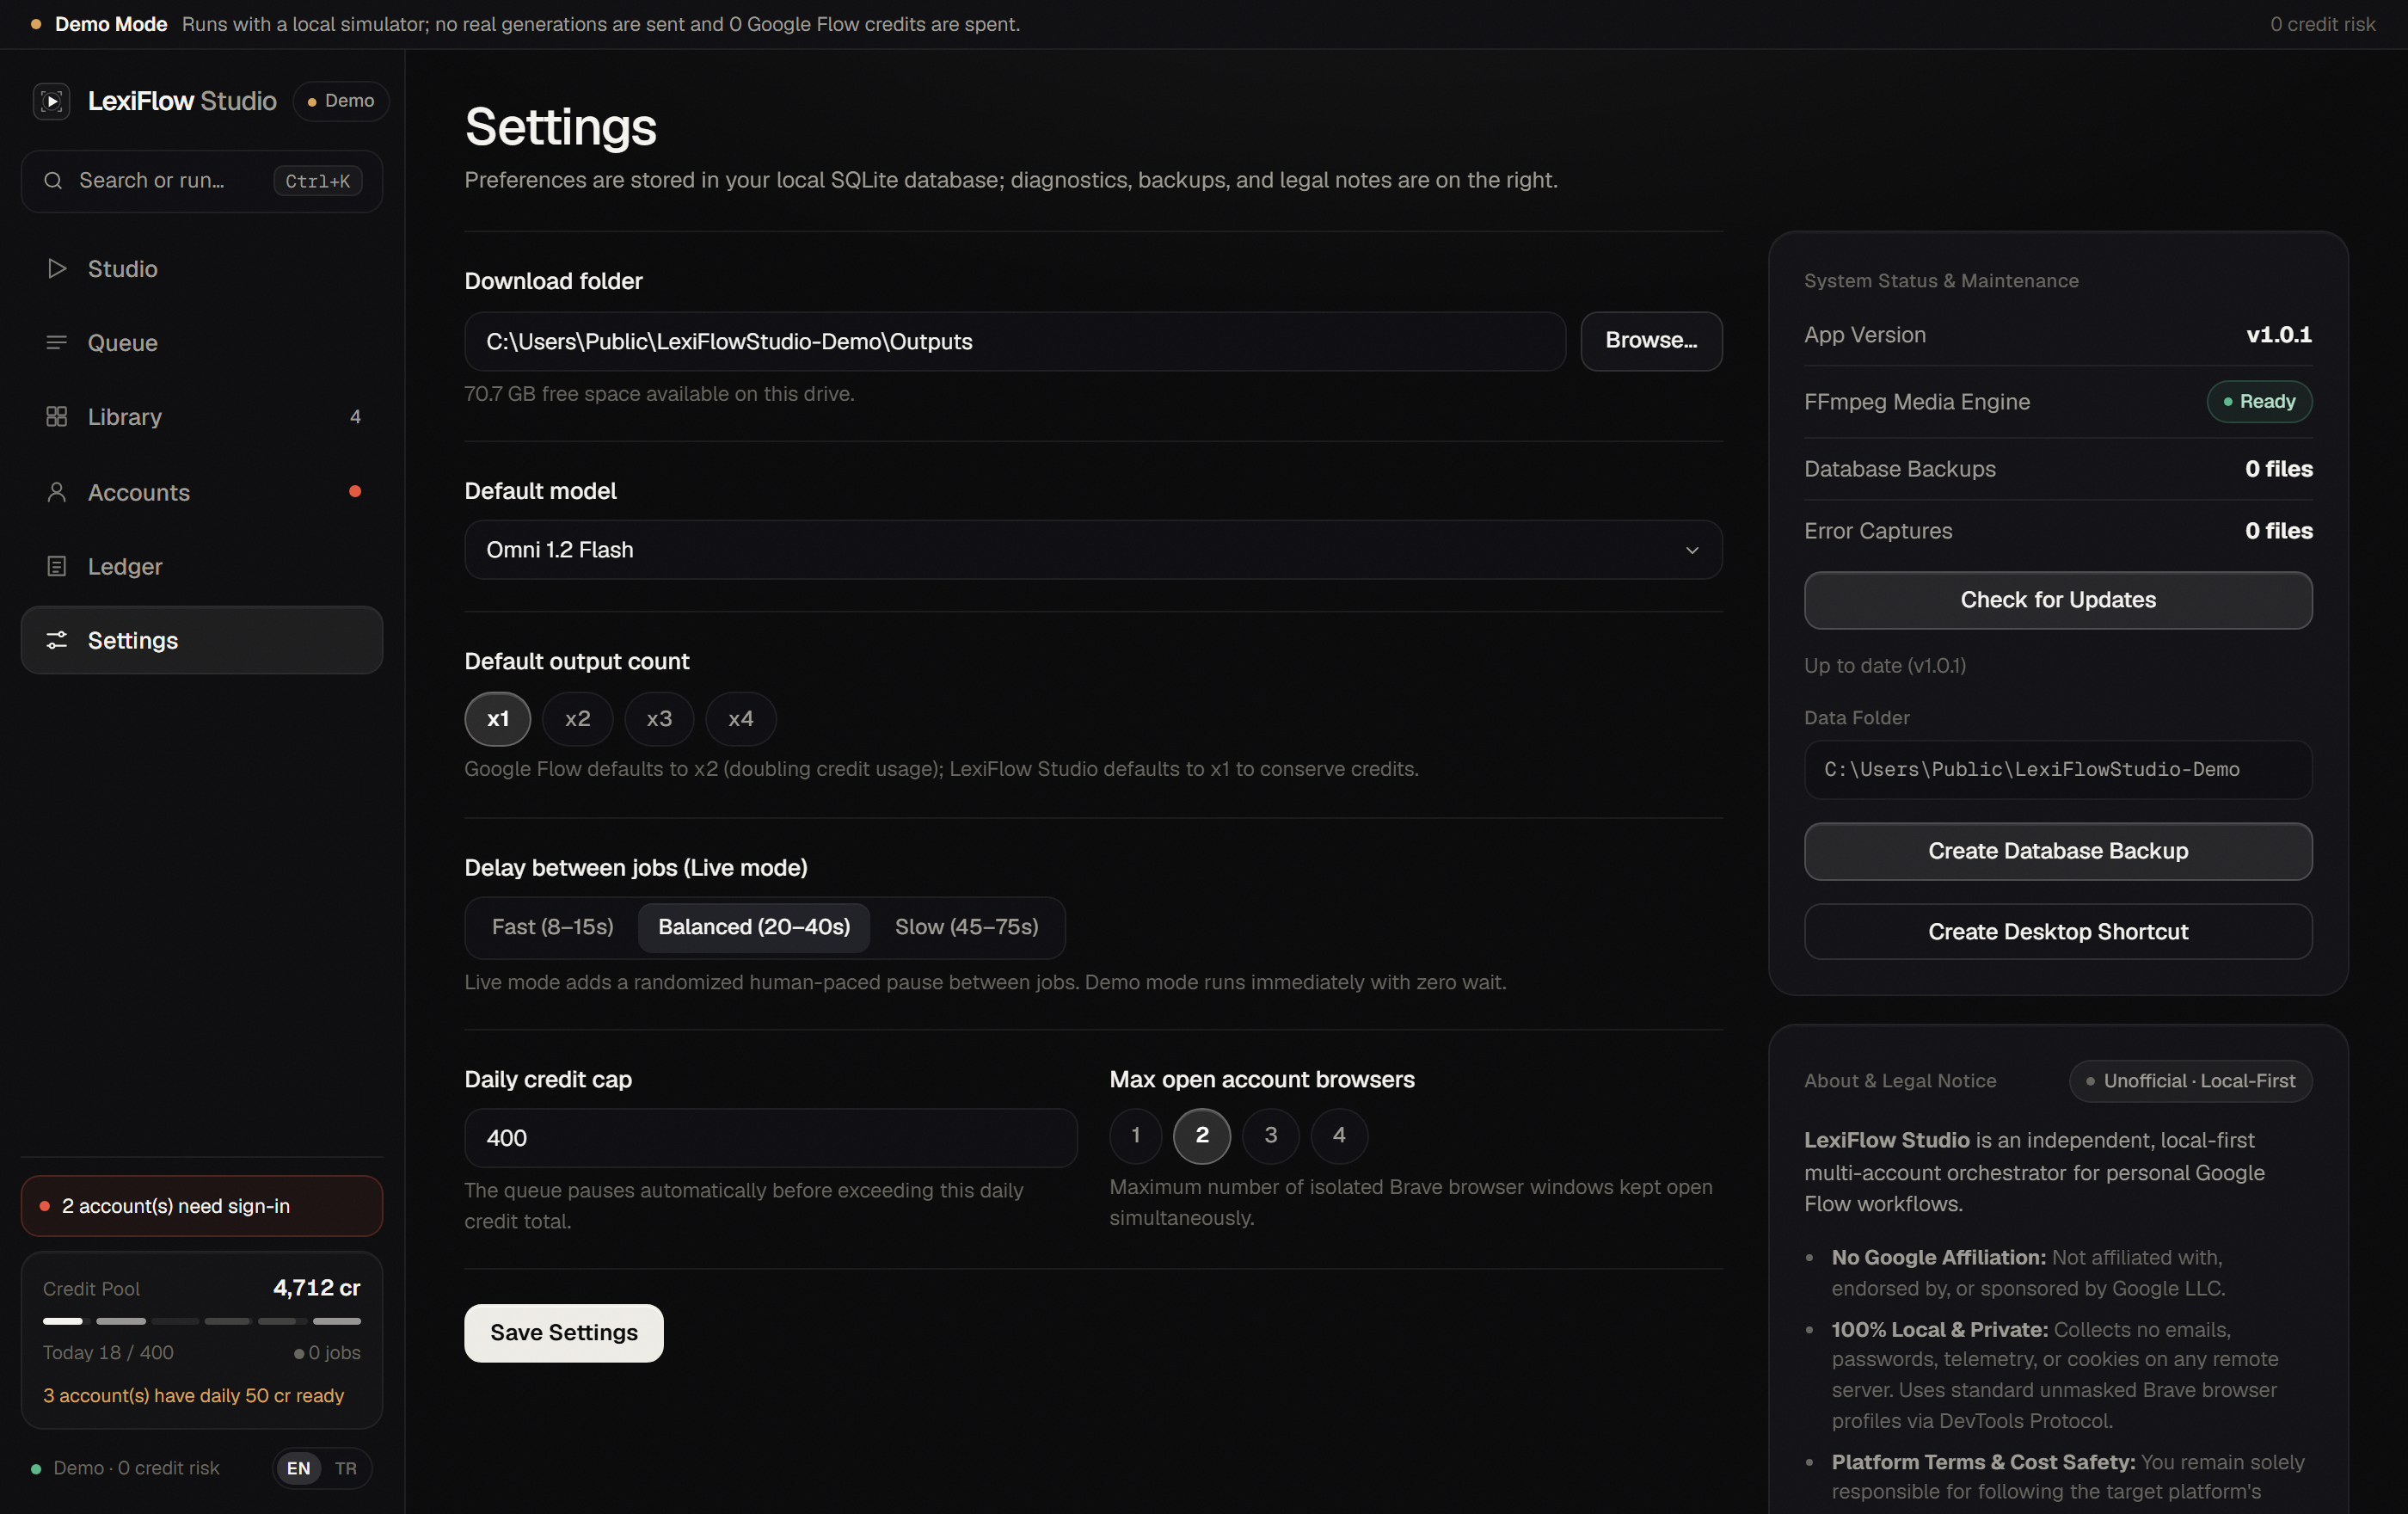 Demo Mode Runs with a local simulator; no real generations are sent and 0 Google Flow credits are spent.
0 credit risk
LexiFlow Studio
Demo
Search or run...
Ctrl+K
Studio
Queue
Library 4
Accounts
Ledger
Settings
2 account(s) need sign-in
Credit Pool 4,712 cr
Today 18 / 400 0 jobs
3 account(s) have daily 50 cr ready
Demo · 0 credit risk
EN TR
Settings
Preferences are stored in your local SQLite database; diagnostics, backups, and legal notes are on the right.
Download folder
C:\Users\Public\LexiFlowStudio-Demo\Outputs
Browse...
70.7 GB free space available on this drive.
Default model
Omni 1.2 Flash
Default output count
x1 x2 x3 x4
Google Flow defaults to x2 (doubling credit usage); LexiFlow Studio defaults to x1 to conserve credits.
Delay between jobs (Live mode)
Fast (8–15s) Balanced (20–40s) Slow (45–75s)
Live mode adds a randomized human-paced pause between jobs. Demo mode runs immediately with zero wait.
Daily credit cap
400
The queue pauses automatically before exceeding this daily
credit total.
Max open account browsers
1 2 3 4
Maximum number of isolated Brave browser windows kept open
simultaneously.
Save Settings
System Status & Maintenance
App Version v1.0.1
FFmpeg Media Engine Ready
Database Backups 0 files
Error Captures 0 files
Check for Updates
Up to date (v1.0.1)
Data Folder
C:\Users\Public\LexiFlowStudio-Demo
Create Database Backup
Create Desktop Shortcut
About & Legal Notice
Unofficial · Local-First
LexiFlow Studio is an independent, local-first
multi-account orchestrator for personal Google
Flow workflows.
• No Google Affiliation: Not affiliated with,
endorsed by, or sponsored by Google LLC.
• 100% Local & Private: Collects no emails,
passwords, telemetry, or cookies on any remote
server. Uses standard unmasked Brave browser
profiles via DevTools Protocol.
• Platform Terms & Cost Safety: You remain solely
responsible for following the target platform's